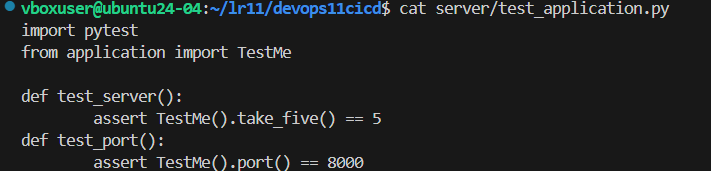 vboxuser@ubuntu24-04:~/lr11/devops11cicd$ cat server/test_application.py
import pytest
from application import TestMe

def test_server():
        assert TestMe().take_five() == 5
def test_port():
        assert TestMe().port() == 8000